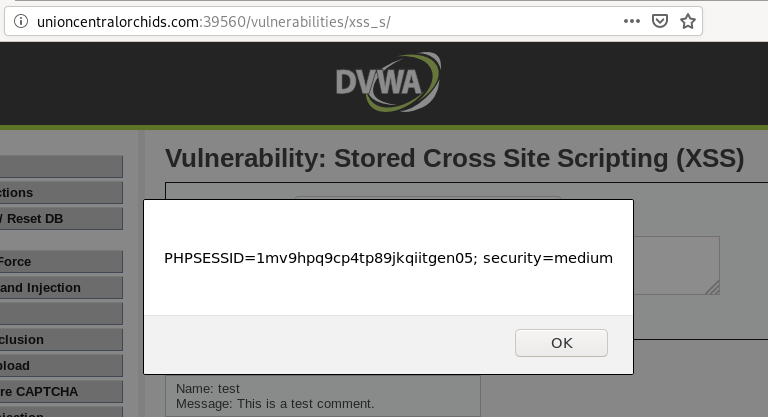 unioncentralorchids.com:39560/vulnerabilities/xss_s/
DVWA
Vulnerability: Stored Cross Site Scripting (XSS)
ctions
/ Reset DB
Force
and Injection
clusion
pload
re CAPTCHA
PHPSESSID=1mv9hpq9cp4tp89jkqiitgen05; security=medium
OK
Name: test
Message: This is a test comment.